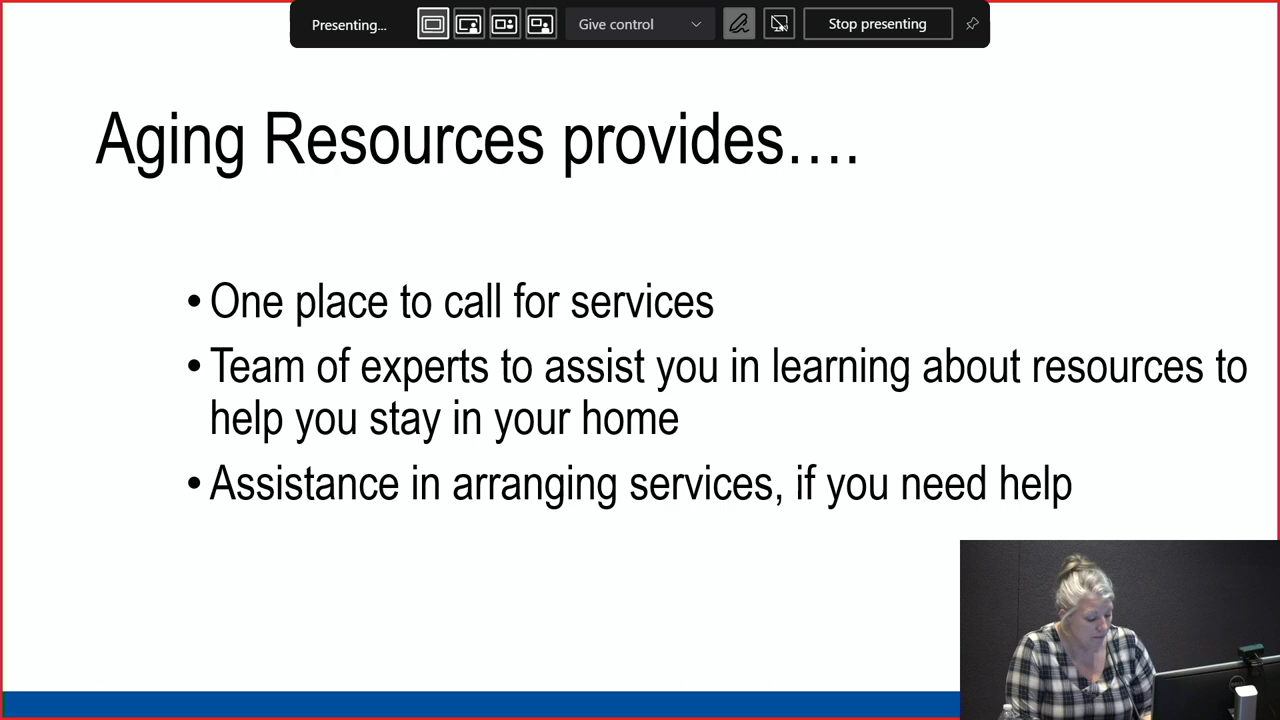 Presenting...
Give control
Stop presenting
Aging Resources provides….
• One place to call for services
• Team of experts to assist you in learning about resources to
help you stay in your home
• Assistance in arranging services, if you need help